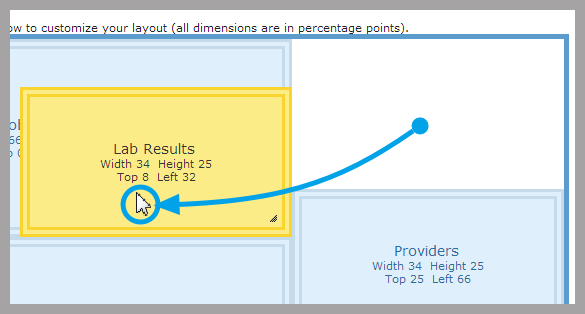 ow to customize your layout (all dimensions are in percentage points).
Lab Results
Width 34 Height 25
Top 8 Left 32
Providers
Width 34 Height 25
Top 25 Left 66